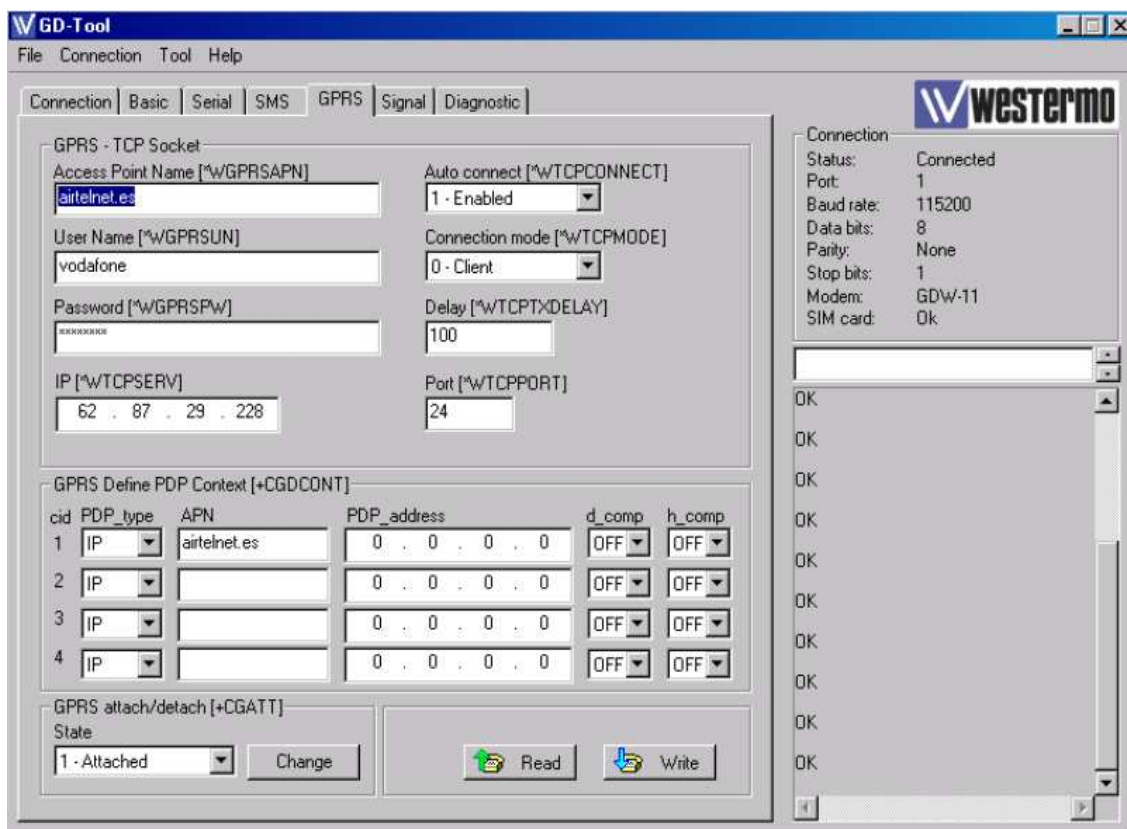 GD-Tool
File Connection Tool Help
Connection Basic Serial SMS GPRS Signal Diagnostic
GPRS - TCP Socket
Access Point Name [*WGPRSAPN]
airtelnet.es
Auto connect [*WTCPCONNECT]
1 - Enabled
User Name [*WGPRSUN]
vodafone
Connection mode [*WTCPMODE]
0 - Client
Password [*WGPRSPW]
********
Delay [*WTCPTXDELAY]
100
IP [*WTCPSERV]
62 . 87 . 29 . 228
Port [*WTCPPORT]
24
GPRS Define PDP Context [+CGDCONT]
cid PDP_type APN PDP_address d_comp h_comp
1 IP airtelnet.es 0 . 0 . 0 . 0 OFF OFF
2 IP 0 . 0 . 0 . 0 OFF OFF
3 IP 0 . 0 . 0 . 0 OFF OFF
4 IP 0 . 0 . 0 . 0 OFF OFF
GPRS attach/detach [+CGATT]
State
1 - Attached Change
Read Write
westermo
Connection
Status: Connected
Port: 1
Baud rate: 115200
Data bits: 8
Parity: None
Stop bits: 1
Modem: GDW-11
SIM card: Ok
OK
OK
OK
OK
OK
OK
OK
OK
OK
OK